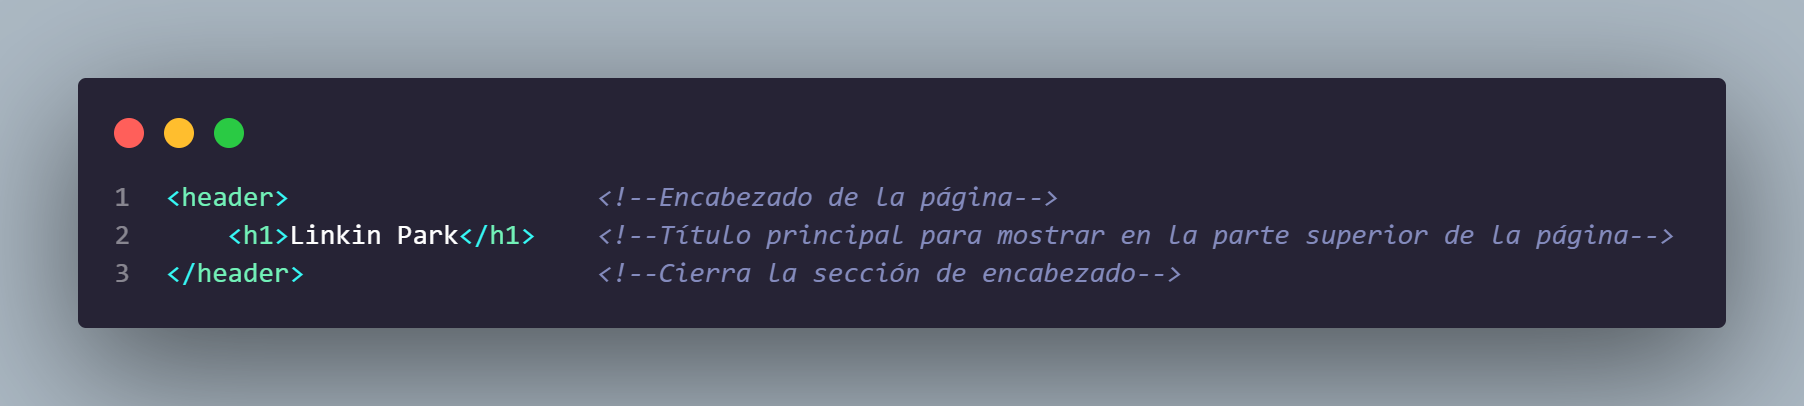 1 <header> <!--Encabezado de la página-->
2 <h1>Linkin Park</h1> <!--Título principal para mostrar en la parte superior de la página-->
3 </header> <!--Cierra la sección de encabezado-->